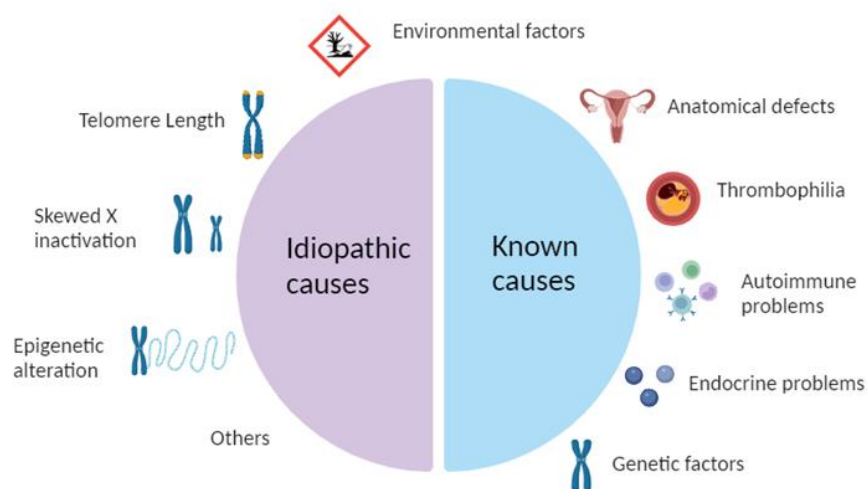 Environmental factors
Telomere Length
Anatomical defects
Thrombophilia
Skewed X
inactivation
Idiopathic
causes
Known
causes
Autoimmune
problems
Epigenetic
alteration
Endocrine problems
Others
Genetic factors